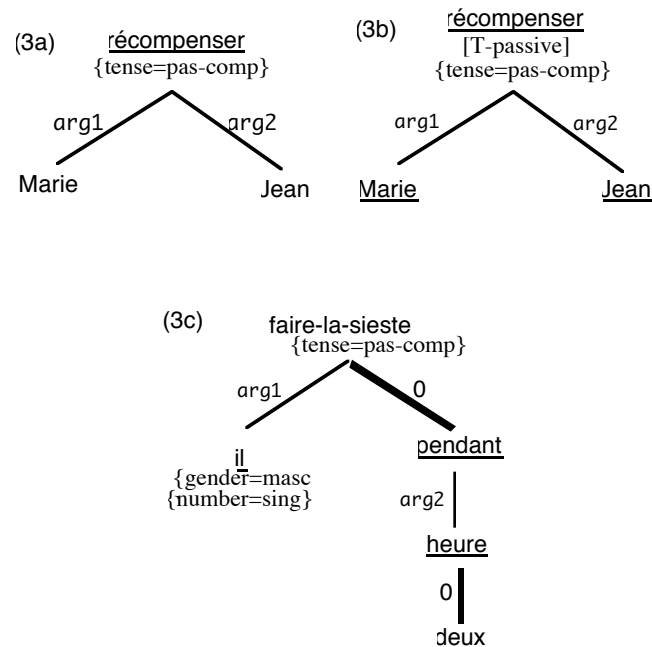 (3a)
récompenser
{tense=pas-comp}
arg1
arg2
Marie
Jean
(3b)
récompenser
[T-passive]
{tense=pas-comp}
arg1
arg2
Marie
Jean
(3c)
faire-la-sieste
{tense=pas-comp}
arg1
0
il
{gender=masc
{number=sing}
pendant
arg2
heure
0
deux